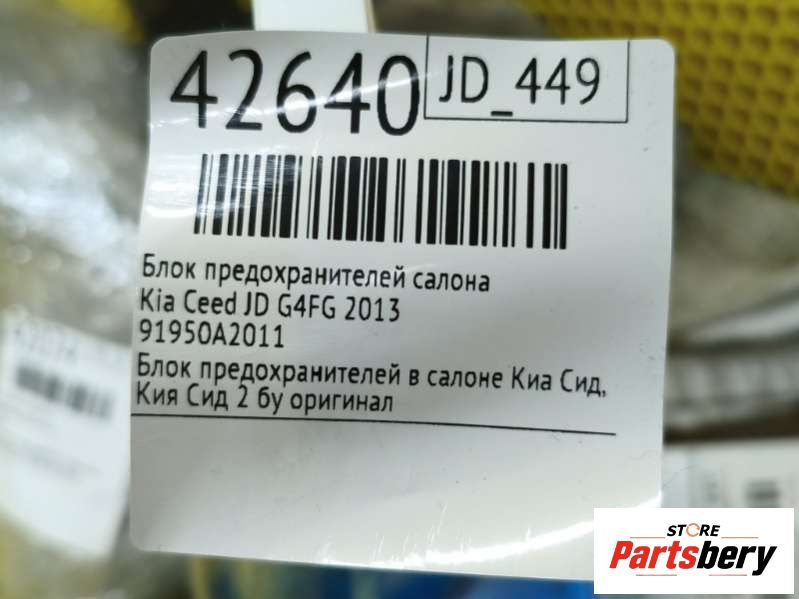 42640
JD_449
Блок предохранителей салона
Kia Ceed JD G4FG 2013
91950A2011
Блок предохранителей в салоне Киа Сид,
Кия Сид 2 бу оригинал
STORE
Partsbery